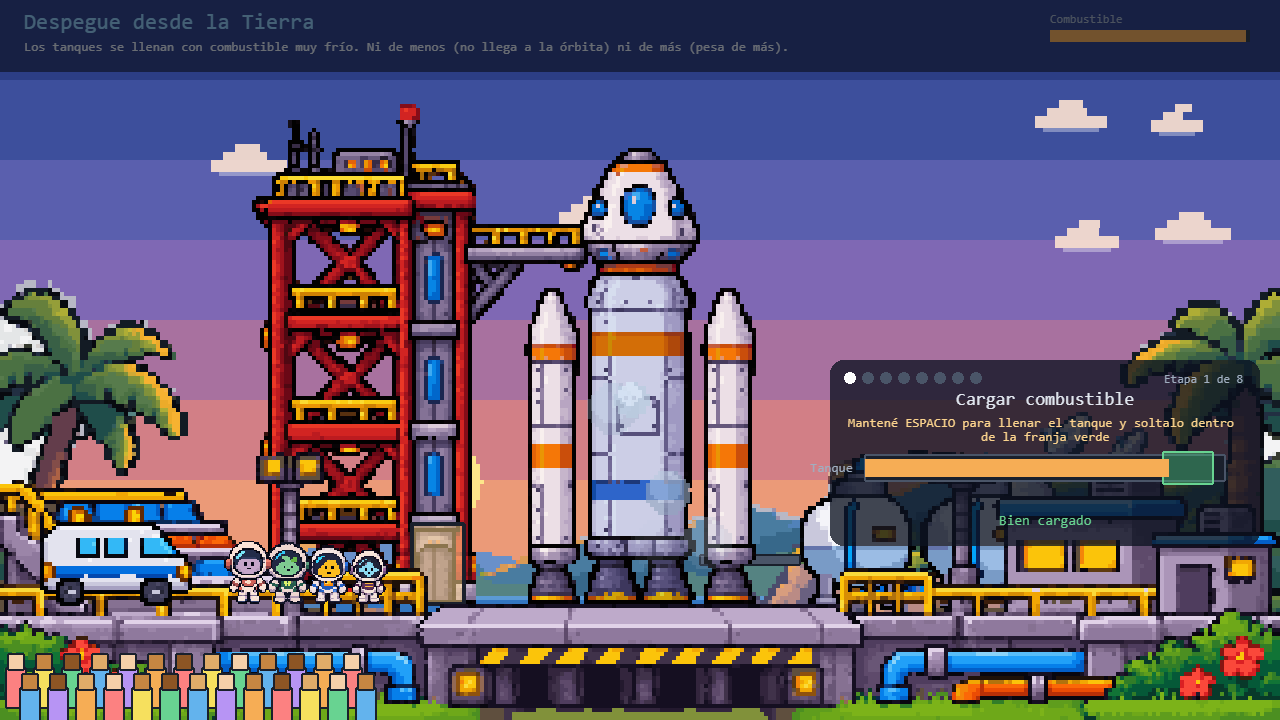 Despegue desde la Tierra
Combustible
Los tanques se llenan con combustible muy frío. Ni de menos (no llega a la órbita) ni de más (pesa de más).
Etapa 1 de 8
Cargar combustible
Mantené ESPACIO para llenar el tanque y soltalo dentro
de la franja verde
Tanque
Bien cargado